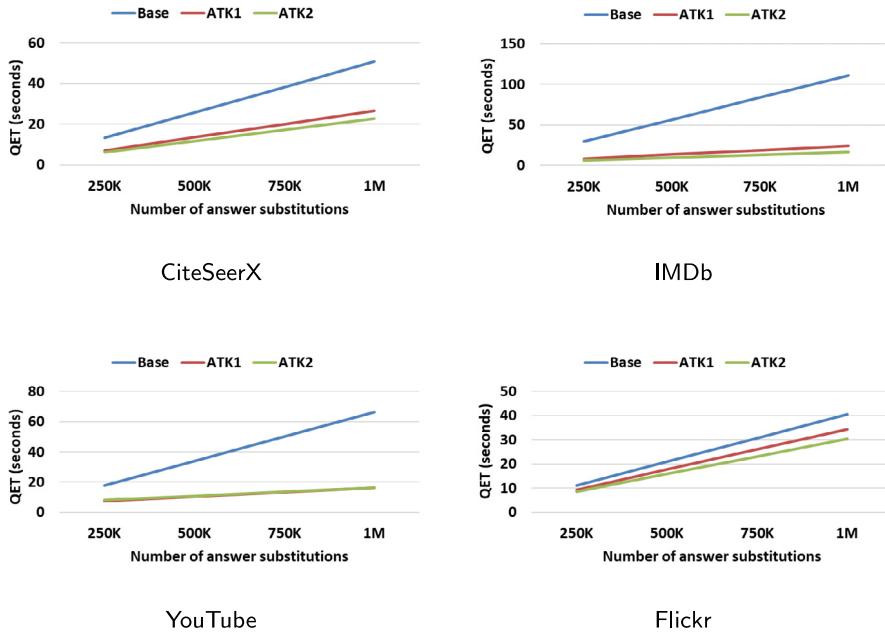 Base ATK1 ATK2
60
40
20
0
QET (seconds)
250K 500K 750K 1M
Number of answer substitutions
CiteSeerX
Base ATK1 ATK2
150
100
50
0
QET (seconds)
250K 500K 750K 1M
Number of answer substitutions
IMDb
Base ATK1 ATK2
80
60
40
20
0
QET (seconds)
250K 500K 750K 1M
Number of answer substitutions
YouTube
Base ATK1 ATK2
50
40
30
20
10
0
QET (seconds)
250K 500K 750K 1M
Number of answer substitutions
Flickr